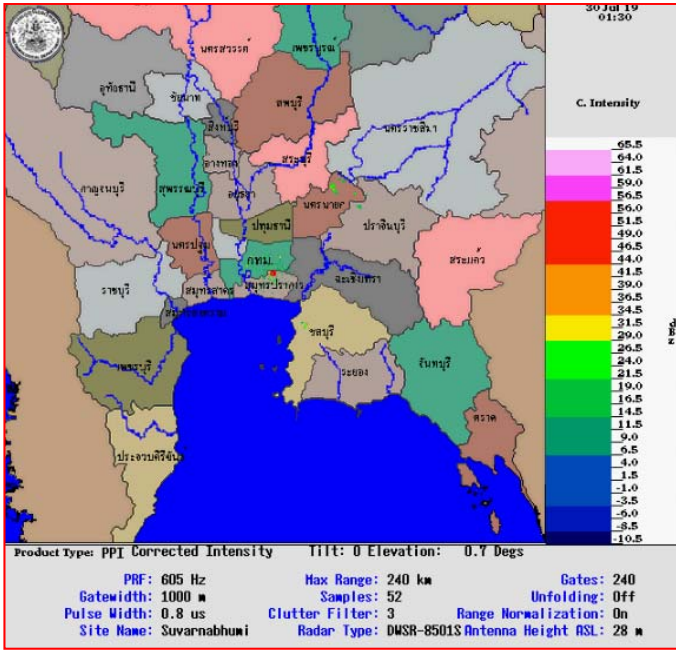 30 Jul 19
01:30
C. Intensity
นครสวรรค์
เพชรบูรณ์
อุทัยธานี
ชัยนาท
ลพบุรี
สิงห์บุรี
นครราชสีมา
อ่างทอง
สระบุรี
กาญจนบุรี
สุพรรณบุรี
อยุธยา
นครนายก
ปราจีนบุรี
ปทุมธานี
นครปฐม
กทม.
สระแก้ว
ฉะเชิงเทรา
ราชบุรี
สมุทรสาคร
สมุทรปราการ
ชลบุรี
เพชรบุรี
ระยอง
จันทบุรี
ตราด
ประจวบคีรีขันธ์
65.5
64.0
61.5
59.0
56.5
56.0
51.5
49.0
46.5
44.0
41.5
39.0
36.5
34.5
31.5
29.0
26.5
24.0
21.5
19.0
16.5
14.5
11.5
9.0
6.5
4.0
1.5
-1.0
-3.5
-6.0
-8.5
-10.5
Product Type: PPI Corrected Intensity Tilt: 0 Elevation: 0.7 Degs
PRF: 605 Hz Max Range: 240 km Gates: 240
Gatewidth: 1000 m Samples: 52 Unfolding: Off
Pulse Width: 0.8 us Clutter Filter: 3 Range Normalization: On
Site Name: Suvarnabhumi Radar Type: DWSR-8501S Antenna Height ASL: 28 m